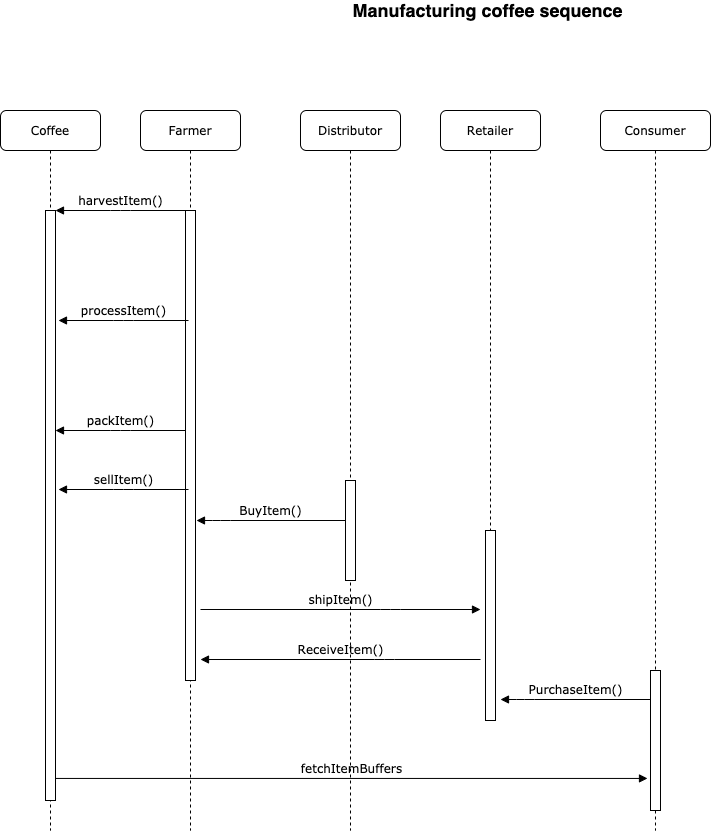 Manufacturing coffee sequence
Coffee
Farmer
Distributor
Retailer
Consumer
harvestItem()
processItem()
packItem()
sellItem()
BuyItem()
shipItem()
ReceiveItem()
PurchaseItem()
fetchItemBuffers